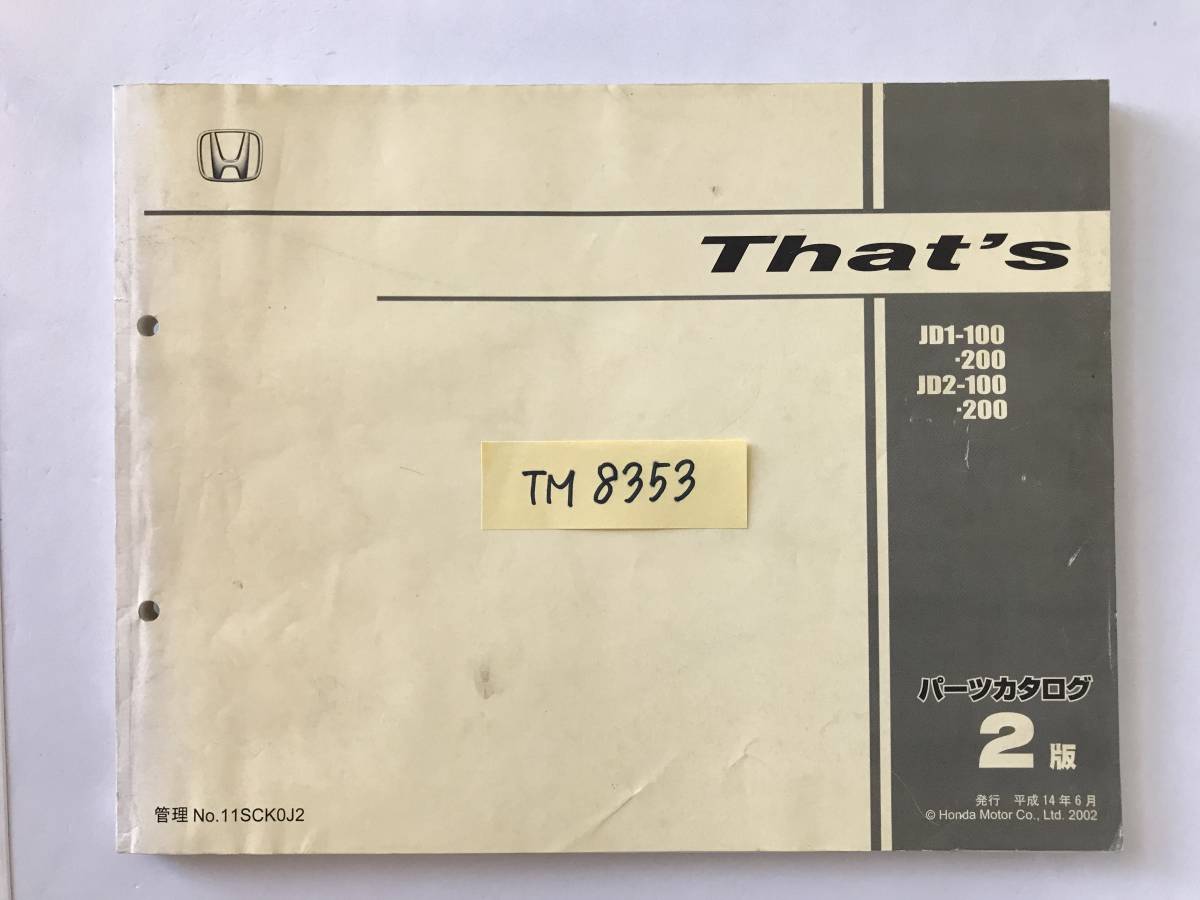 That's
JD1-100
･200
JD2-100
･200
TM 8353
パーツカタログ
2版
発行 平成14年6月
© Honda Motor Co., Ltd. 2002
管理 No.11SCK0J2